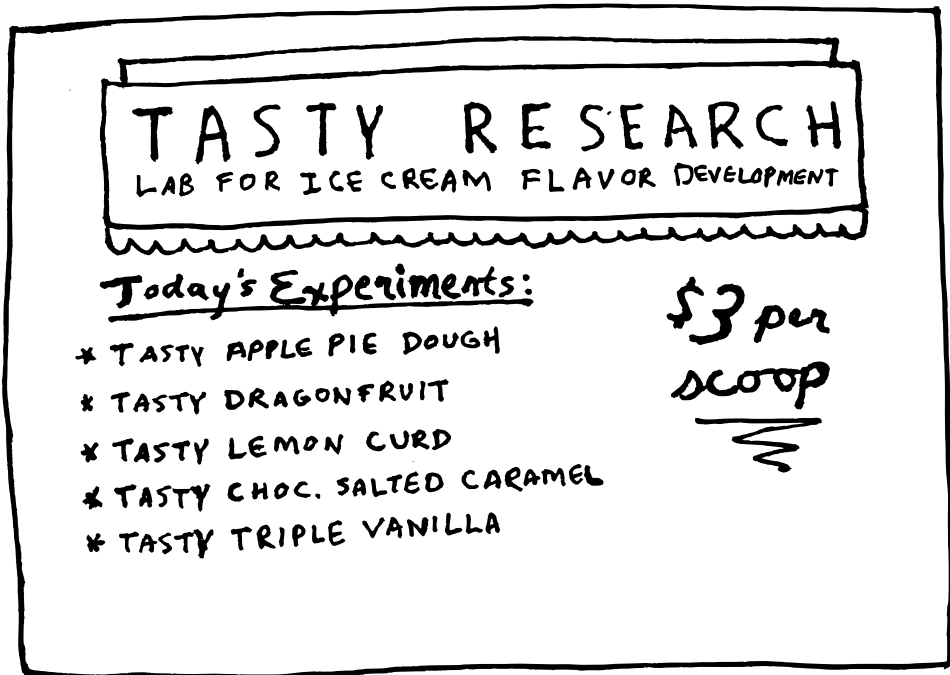 TASTY RESEARCH
LAB FOR ICE CREAM FLAVOR DEVELOPMENT
Today's Experiments:
* TASTY APPLE PIE DOUGH
* TASTY DRAGONFRUIT
* TASTY LEMON CURD
* TASTY CHOC. SALTED CARAMEL
* TASTY TRIPLE VANILLA
$3 per
scoop